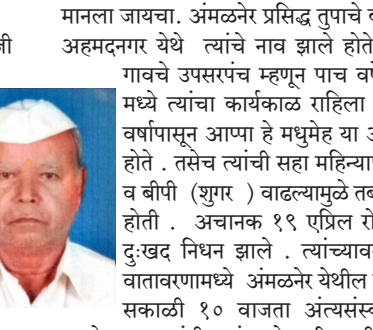 मानला जायचा. अंमळनेर प्रसिद्ध तुपाचे
जी अहमदनगर येथे त्यांचे नाव झाले होते
गावचे उपसरपंच म्हणून पाच वर्ष
मध्ये त्यांचा कार्यकाळ राहिला
वर्षापासून आप्पा हे मधुमेह या
होते . तसेच त्यांची सहा महिन्या
व बीपी (शुगर ) वाढल्यामुळे तब
होती . अचानक १९ एप्रिल रो
दुःखद निधन झाले . त्यांच्याव
वातावरणामध्ये अंमळनेर येथील
सकाळी १० वाजता अंत्यसंस्क